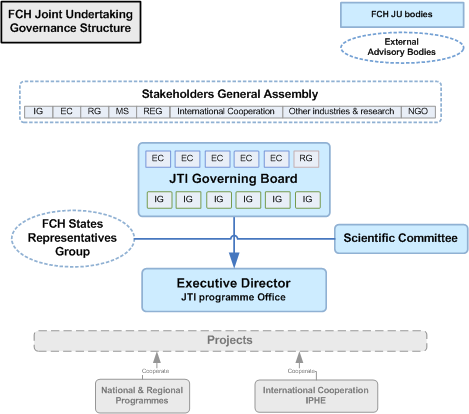 FCH Joint Undertaking
Governance Structure
FCH JU bodies
External
Advisory Bodies
Stakeholders General Assembly
IG EC RG MS REG International Cooperation Other industries & research NGO
EC EC EC EC EC RG
JTI Governing Board
IG IG IG IG IG IG
FCH States
Representatives
Group
Scientific Committee
Executive Director
JTI programme Office
Projects
Cooperate Cooperate
National & Regional
Programmes
International Cooperation
IPHE